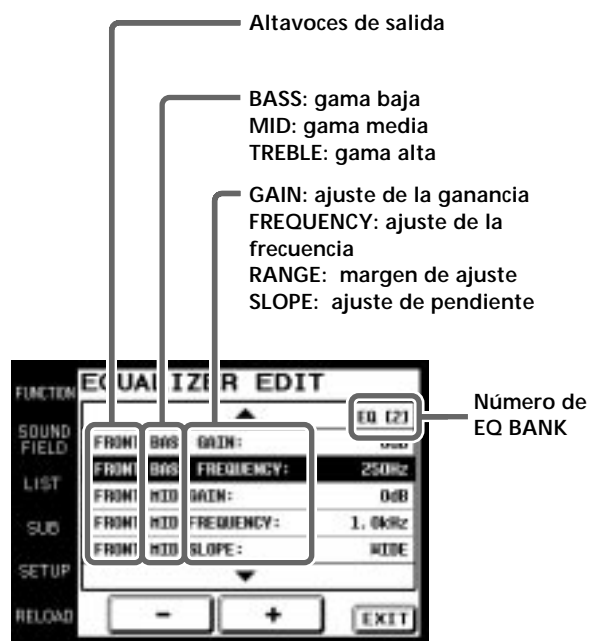 Altavoces de salida
BASS: gama baja
MID: gama media
TREBLE: gama alta
GAIN: ajuste de la ganancia
FREQUENCY: ajuste de la
frecuencia
RANGE: margen de ajuste
SLOPE: ajuste de pendiente
Número de
EQ BANK
EQUALIZER EDIT
EQ [2]
FUNCTION
SOUND
FIELD
LIST
SUB
SETUP
RELOAD
FRONT BAS GAIN: 0dB
FRONT BAS FREQUENCY: 250Hz
FRONT MID GAIN: 0dB
FRONT MID FREQUENCY: 1.0kHz
FRONT MID SLOPE: WIDE
− + EXIT